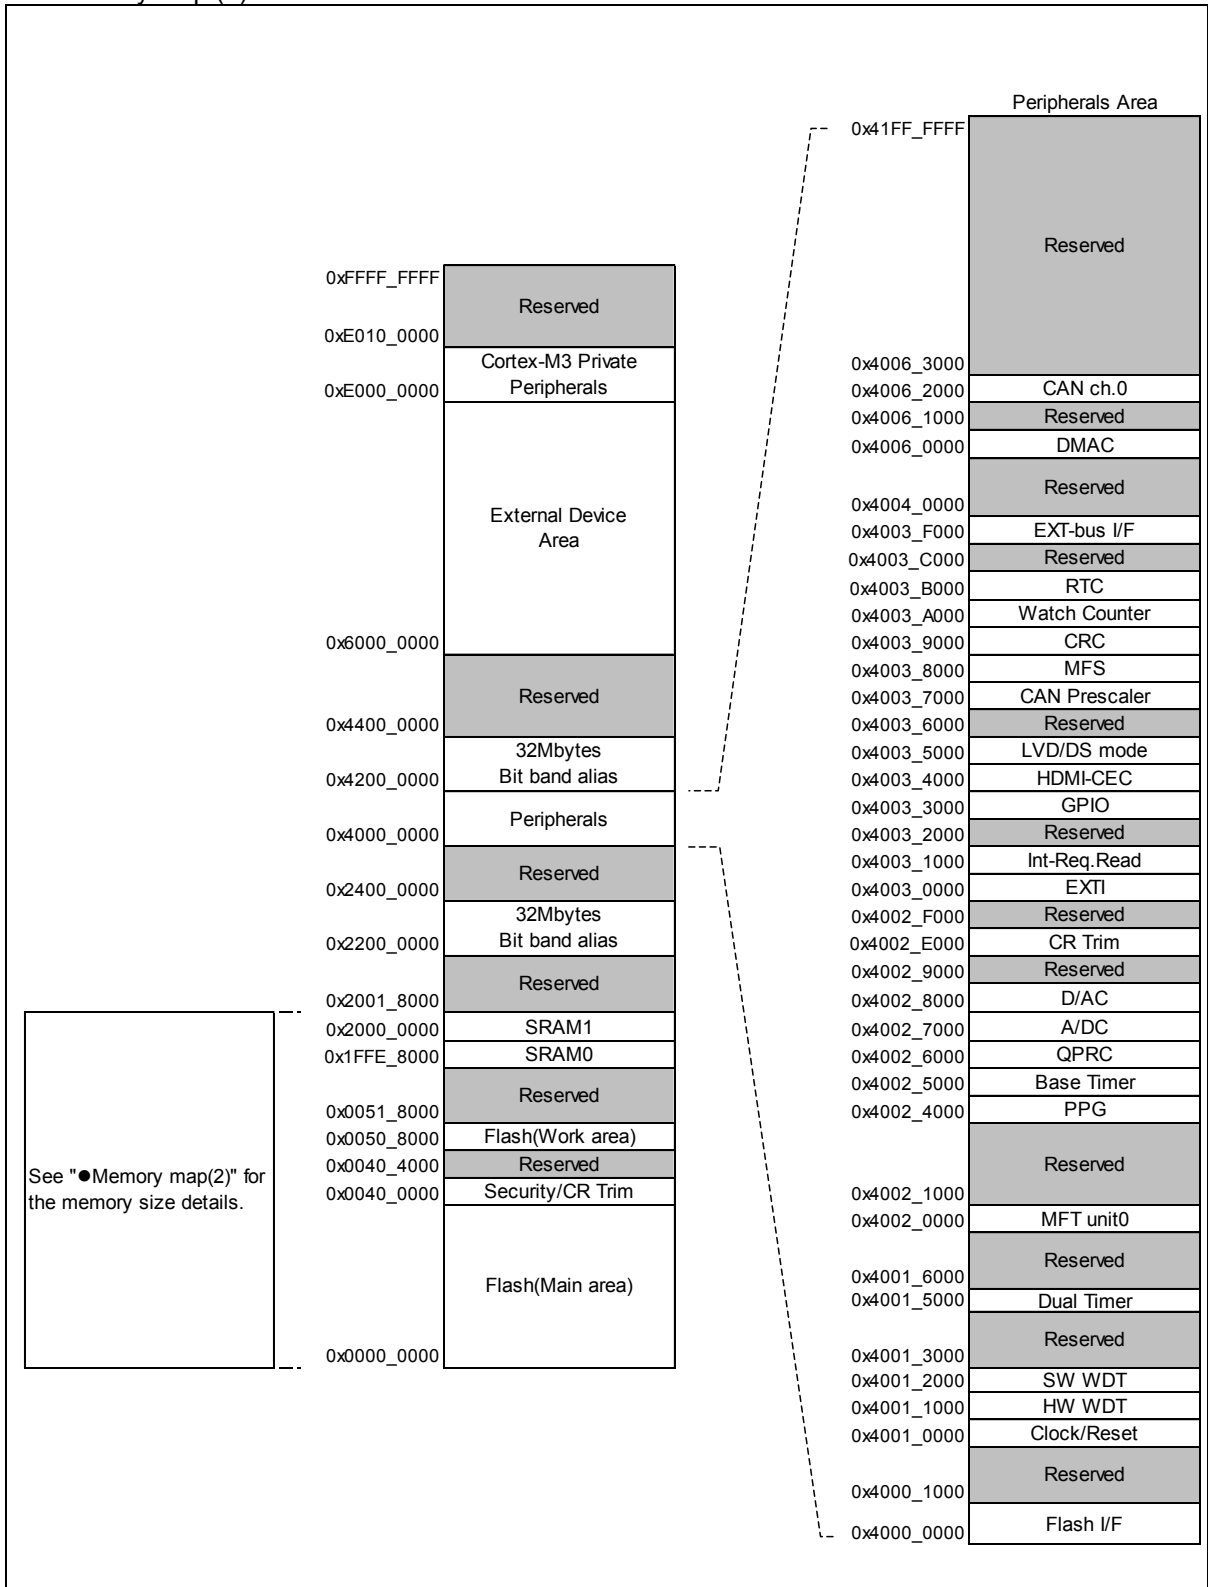 Peripherals Area
0x41FF_FFFF
Reserved
0x4006_3000
0x4006_2000 CAN ch.0
0x4006_1000 Reserved
0x4006_0000 DMAC
Reserved
0x4004_0000
0x4003_F000 EXT-bus I/F
0x4003_C000 Reserved
0x4003_B000 RTC
0x4003_A000 Watch Counter
0x4003_9000 CRC
0x4003_8000 MFS
0x4003_7000 CAN Prescaler
0x4003_6000 Reserved
0x4003_5000 LVD/DS mode
0x4003_4000 HDMI-CEC
0x4003_3000 GPIO
0x4003_2000 Reserved
0x4003_1000 Int-Req.Read
0x4003_0000 EXTI
0x4002_F000 Reserved
0x4002_E000 CR Trim
0x4002_9000 Reserved
0x4002_8000 D/AC
0x4002_7000 A/DC
0x4002_6000 QPRC
0x4002_5000 Base Timer
0x4002_4000 PPG
Reserved
0x4002_1000
0x4002_0000 MFT unit0
Reserved
0x4001_6000
0x4001_5000 Dual Timer
Reserved
0x4001_3000
0x4001_2000 SW WDT
0x4001_1000 HW WDT
0x4001_0000 Clock/Reset
Reserved
0x4000_1000
Flash I/F
0x4000_0000
0xFFFF_FFFF
Reserved
0xE010_0000
Cortex-M3 Private
0xE000_0000 Peripherals
External Device
Area
0x6000_0000
Reserved
0x4400_0000
32Mbytes
0x4200_0000 Bit band alias
Peripherals
0x4000_0000
Reserved
0x2400_0000
32Mbytes
0x2200_0000 Bit band alias
Reserved
0x2001_8000
0x2000_0000 SRAM1
0x1FFE_8000 SRAM0
Reserved
0x0051_8000
0x0050_8000 Flash(Work area)
0x0040_4000 Reserved
0x0040_0000 Security/CR Trim
Flash(Main area)
0x0000_0000
See "●Memory map(2)" for
the memory size details.